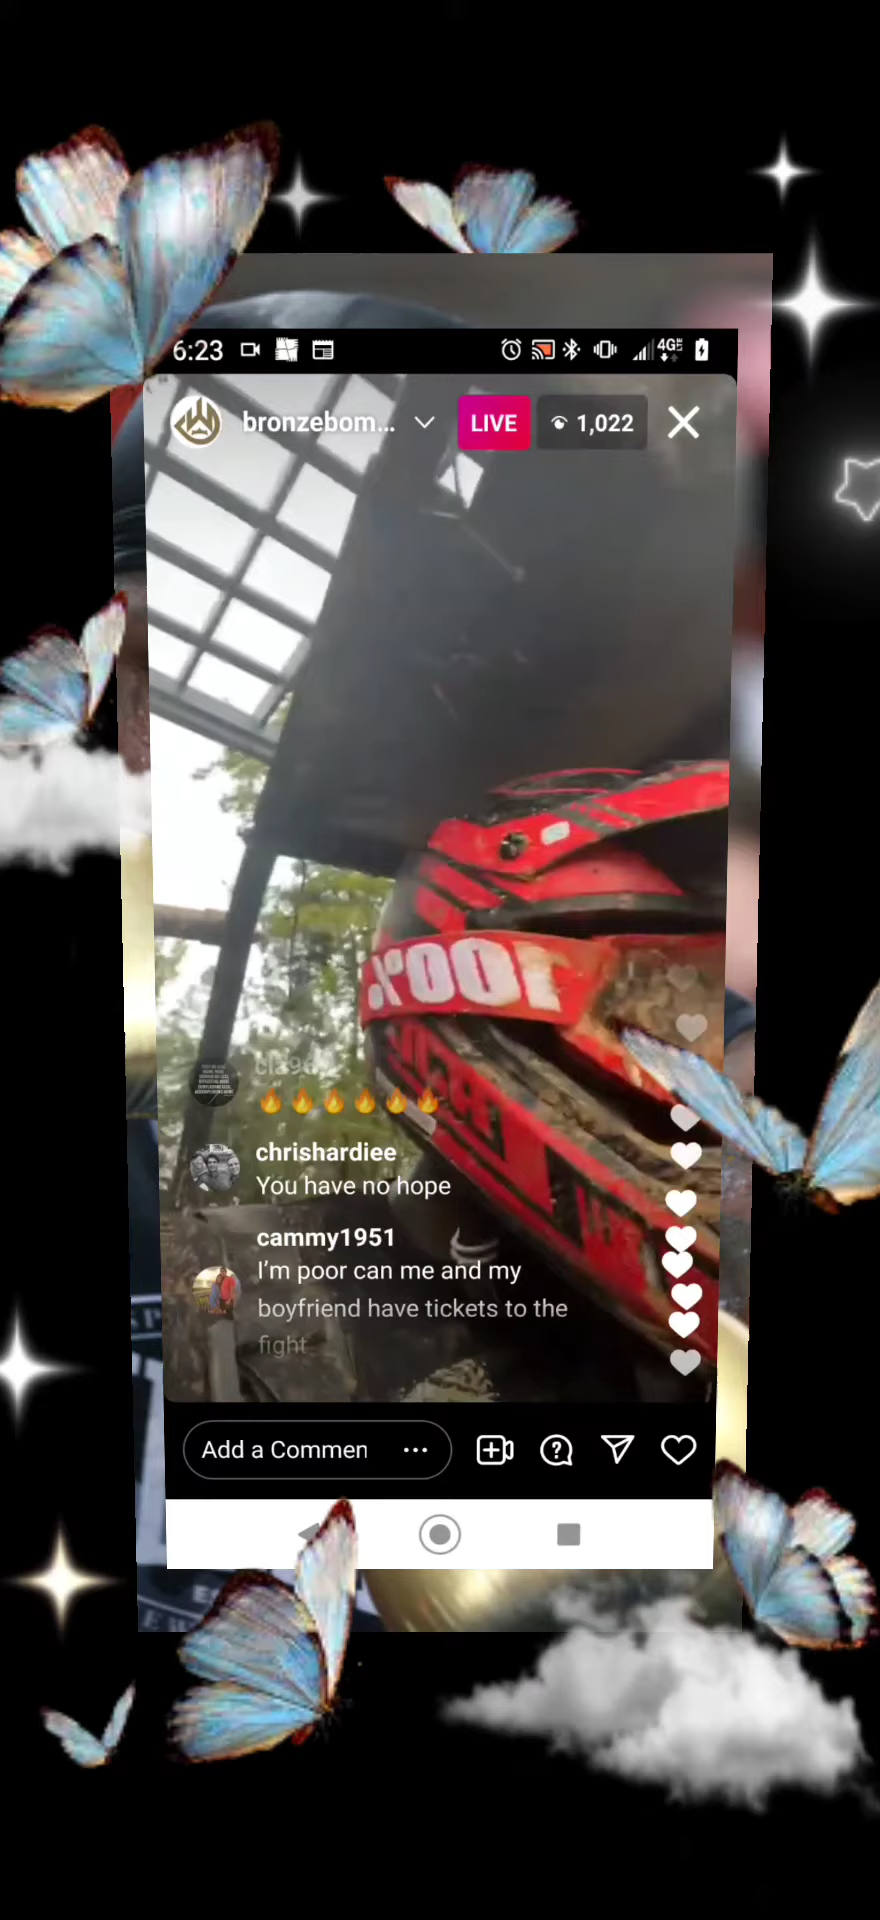 6:23
4G
bronzebom...
LIVE
1,022
chrishardiee
You have no hope
cammy1951
I'm poor can me and my
boyfriend have tickets to the
fight
Add a Commen